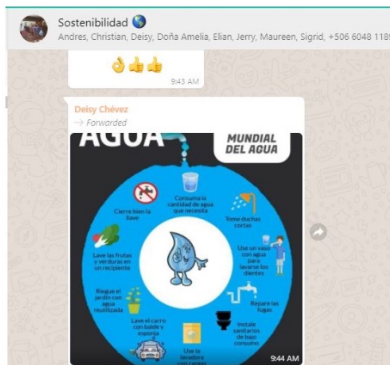 Sostenibilidad
Andres, Christian, Deisy, Doña Amelia, Elian, Jerry, Maureen, Sigrid, +506 6048 118
9:43 AM
Deisy Chévez
Forwarded
AGUA
MUNDIAL
DEL AGUA
Consuma la
cantidad de agua
que necesita
Cierre bien la
llave
Tome duchas
cortas
Lave las frutas
y verduras en
un recipiente
Use un vaso
con agua
para
lavarse los
dientes
Riegue el
jardín con
agua
reutilizada
Repare las
fugas
Lave el carro
con balde y
esponja
Instale
sanitarios
de bajo
consumo
Use la
lavadora
9:44 AM